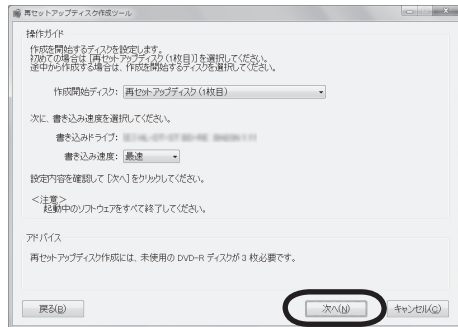 再セットアップディスク作成ツール
操作ガイド
作成を開始するディスクを設定します。
初めての場合は [再セットアップディスク(1枚目)] を選択してください。
途中から作成する場合は、作成を開始するディスクを選択してください。
作成開始ディスク: 再セットアップディスク(1枚目)
次に、書き込み速度を選択してください。
書き込みドライブ:
書き込み速度: 最速
設定内容を確認して [次へ] をクリックしてください。
<注意>
起動中のソフトウェアをすべて終了してください。
アドバイス
再セットアップディスク作成には、未使用の DVD-R ディスクが 3 枚必要です。
戻る(B) 次へ(N) キャンセル(C)